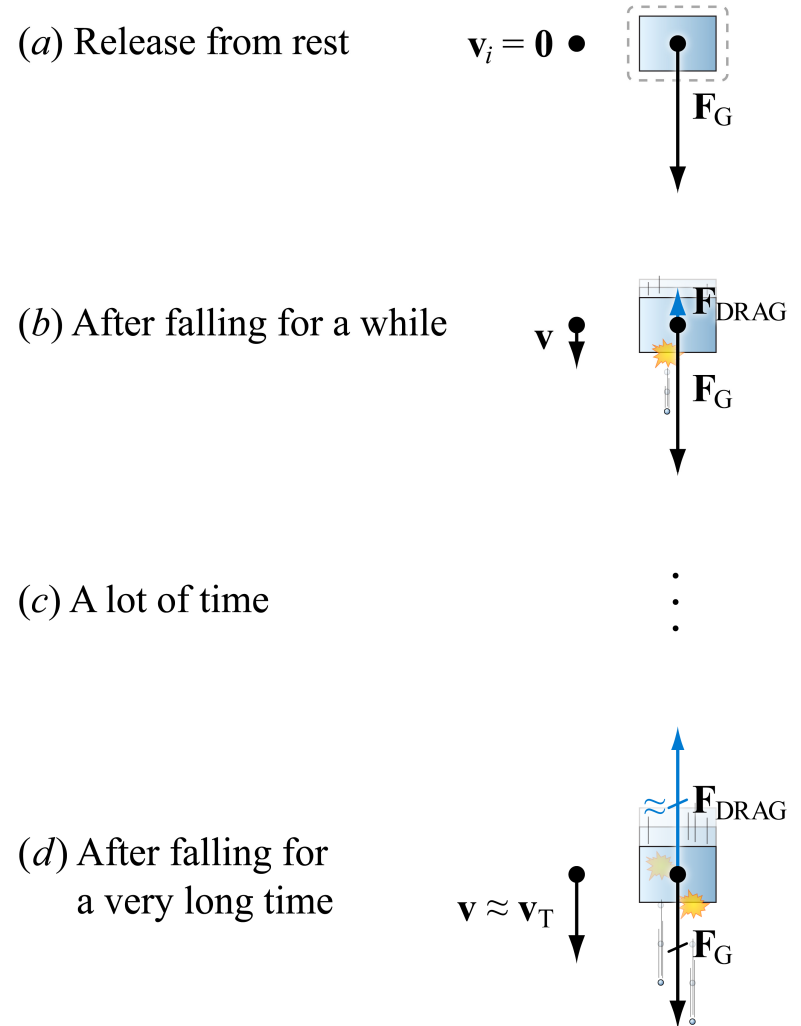 (a) Release from rest
v_i = 0
F_G
(b) After falling for a while
v
F_DRAG
F_G
(c) A lot of time
⋮
(d) After falling for
a very long time
v ≈ v_T
≈
F_DRAG
F_G